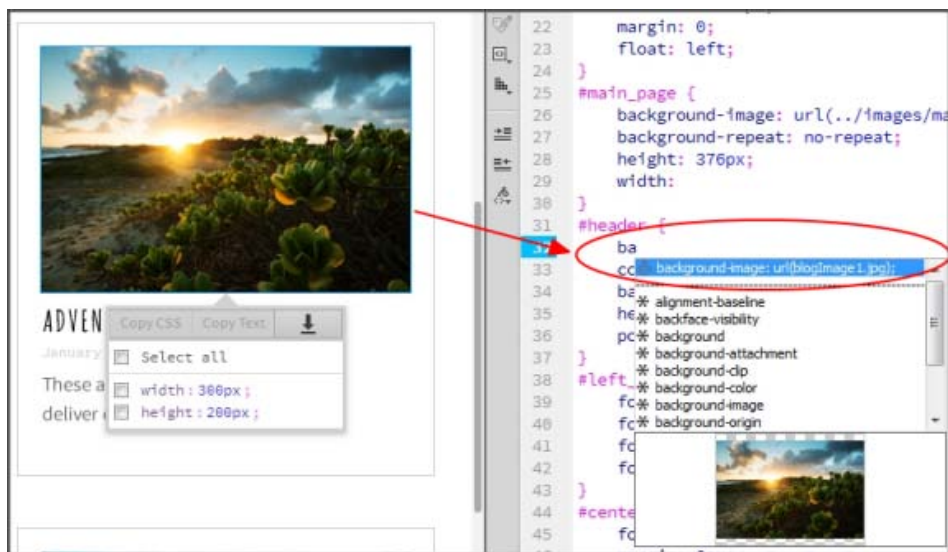 ADVEN
Copy CSS Copy Text
January
Select all
These a
width: 300px;
deliver
height: 200px;
22 margin: 0;
23 float: left;
24 }
25 #main_page {
26 background-image: url(../images/ma
27 background-repeat: no-repeat;
28 height: 376px;
29 width:
30 }
31 #header {
32 ba
background-image: url(blogImage1.jpg);
33 co
34 ba
alignment-baseline
35 he
backface-visibility
36 po
background
37 }
background-attachment
38 #left_
background-clip
39 fo
background-color
40 fo
background-image
41 fo
background-origin
42 fo
43 }
44 #cente
45 fo